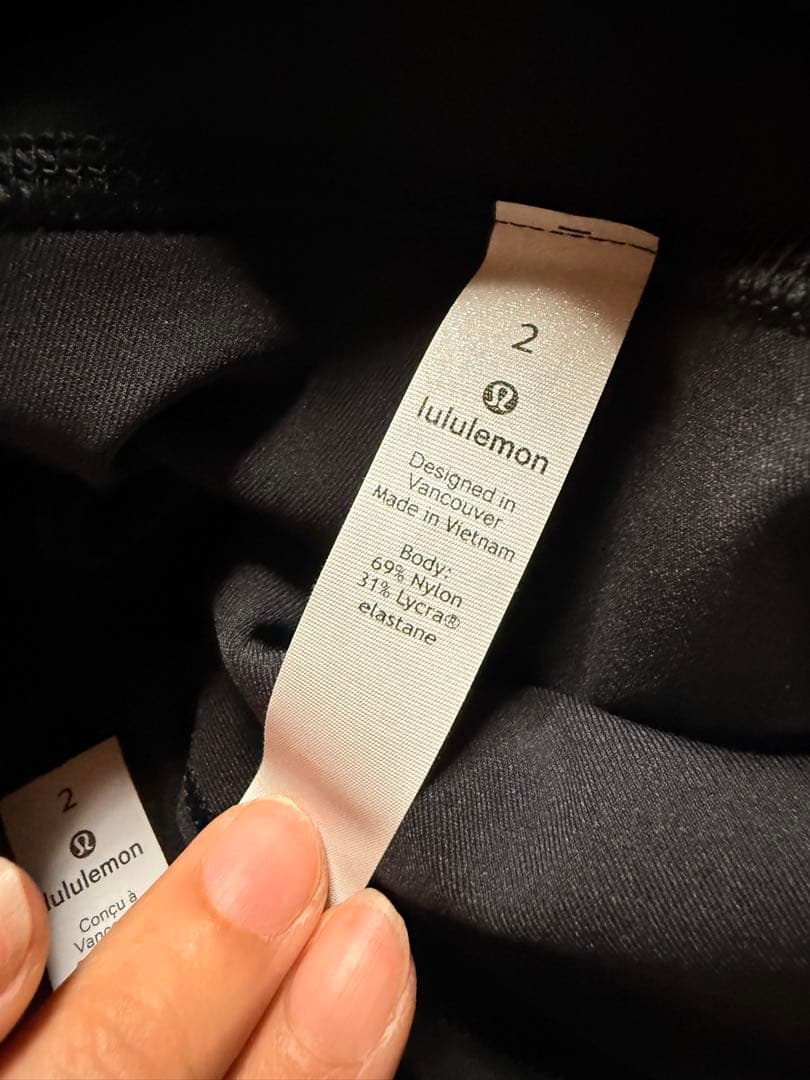 2
lululemon
Designed in
Vancouver
Made in Vietnam
Body:
69% Nylon
31% Lycra®
elastane
2
lululemon
Conçu à